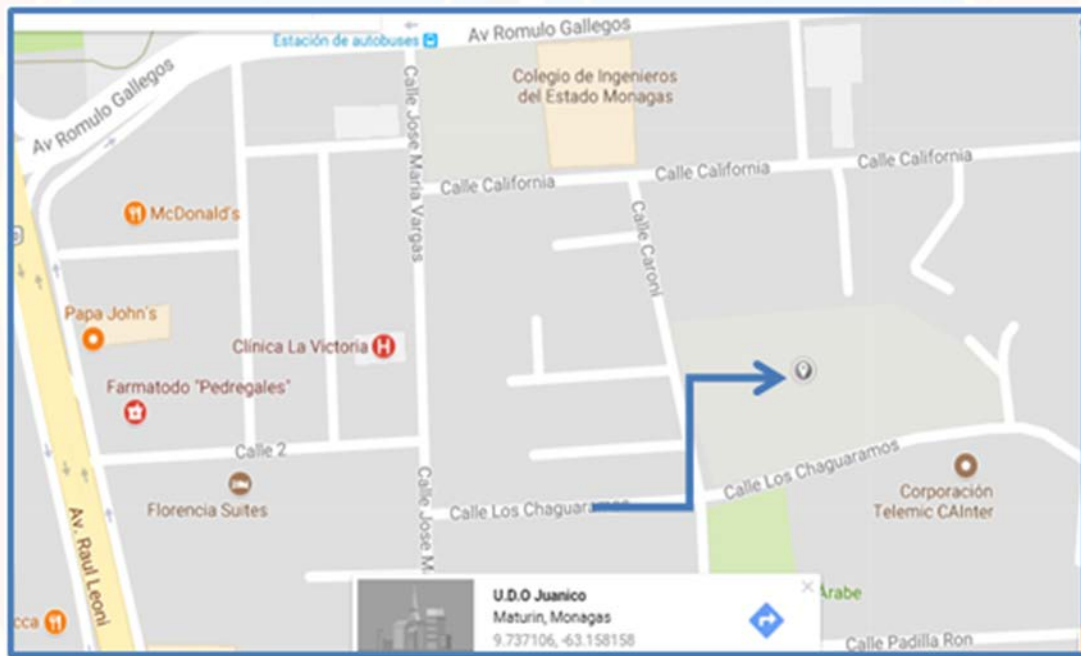 Av Romulo Gallegos
Estación de autobuses
Av Romulo Gallegos
Colegio de Ingenieros
del Estado Monagas
Calle Jose Maria Vargas
Calle California
Calle California
Calle California
McDonald's
Calle Caroni
Papa John's
Clínica La Victoria
H
Farmatodo "Pedregales"
Calle 2
Florencia Suites
Calle Los Chaguaramos
Calle Los Chaguaramos
Corporación
Telemic CAInter
Calle Jose M
Av. Raul Leoni
U.D.O Juanico
Maturin, Monagas
9.737106, -63.158158
Árabe
cca
Calle Padilla Ron